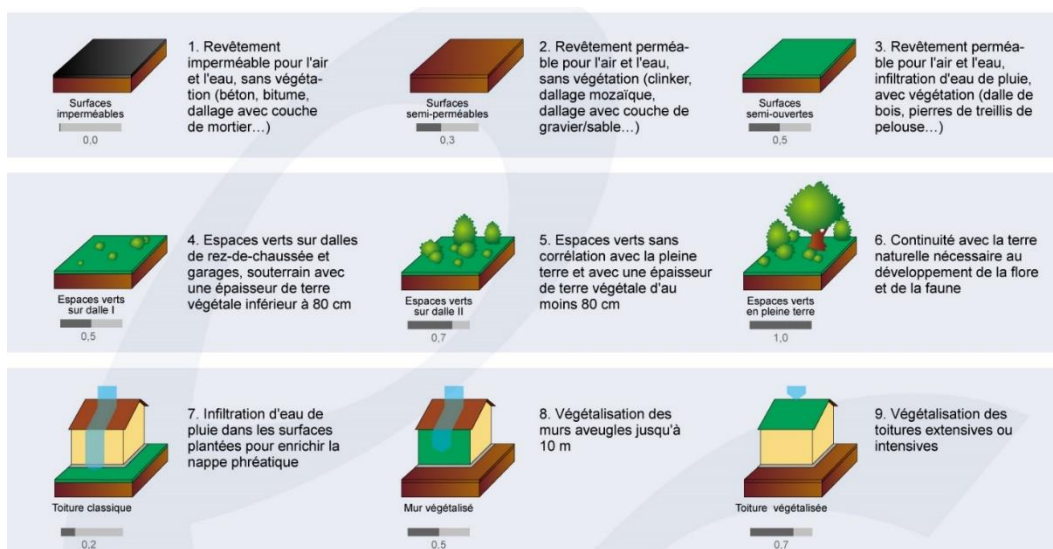 1. Revêtement
imperméable pour l'air
et l'eau, sans végéta-
tion (béton, bitume,
dallage avec couche
de mortier...)
Surfaces
imperméables
0,0
2. Revêtement perméa-
ble pour l'air et l'eau,
sans végétation (clinker,
dallage mozaïque,
dallage avec couche de
gravier/sable...)
Surfaces
semi-perméables
0,3
3. Revêtement perméa-
ble pour l'air et l'eau,
infiltration d'eau de pluie,
avec végétation (dalle de
bois, pierres de treillis de
pelouse...)
Surfaces
semi-ouvertes
0,5
4. Espaces verts sur dalles
de rez-de-chaussée et
garages, souterrain avec
une épaisseur de terre
végétale inférieur à 80 cm
Espaces verts
sur dalle I
0,5
5. Espaces verts sans
corrélation avec la pleine
terre et avec une épaisseur
de terre végétale d'au
moins 80 cm
Espaces verts
sur dalle II
0,7
6. Continuité avec la terre
naturelle nécessaire au
développement de la flore
et de la faune
Espaces verts
en pleine terre
1,0
7. Infiltration d'eau de
pluie dans les surfaces
plantées pour enrichir la
nappe phréatique
Toiture classique
0,2
8. Végétalisation des
murs aveugles jusqu'à
10 m
Mur végétalisé
0,5
9. Végétalisation des
toitures extensives ou
intensives
Toiture végétalisée
0,7